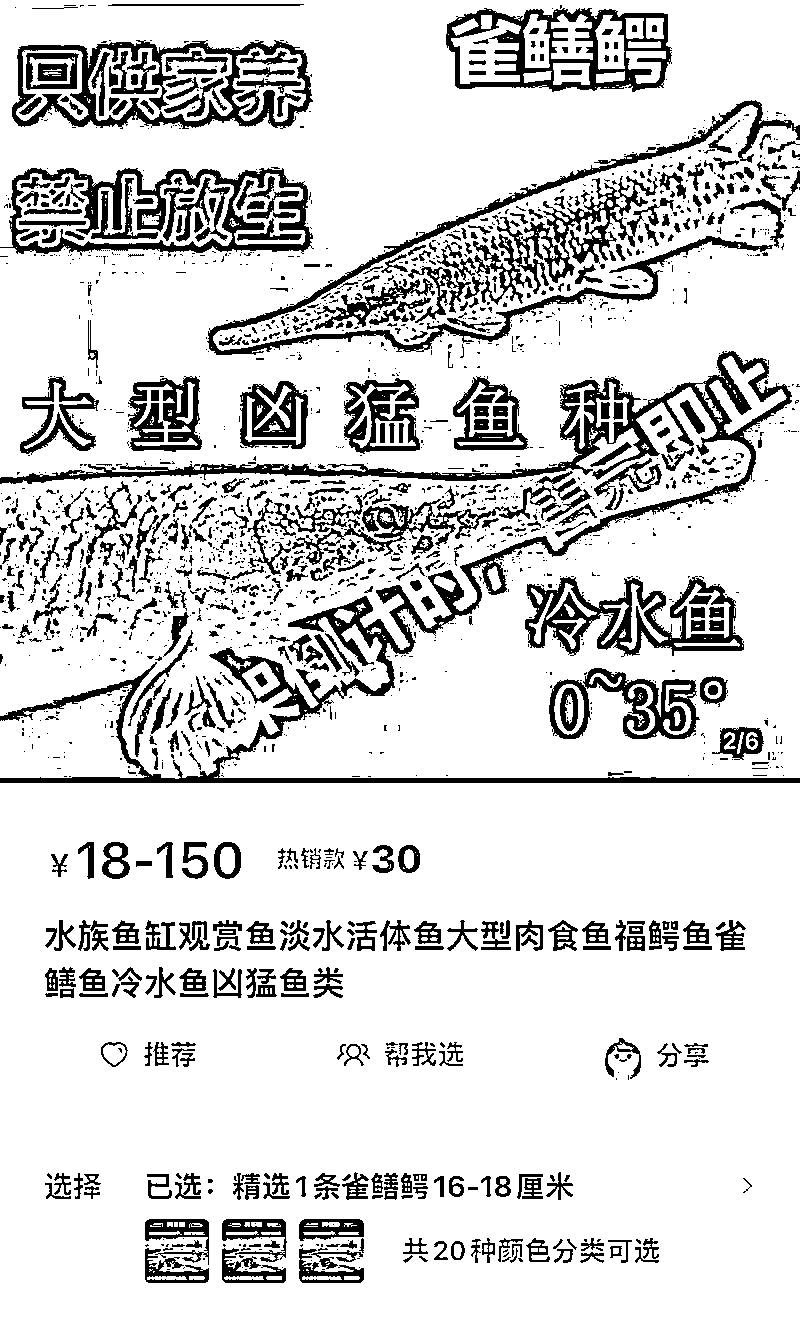 雀鳝鳄
只供家养
禁止放生
大型凶猛鱼种
倒计时,售完即止
冷水鱼
0~35°
2/6
¥18-150 热销款 ¥30
水族鱼缸观赏鱼淡水活体鱼大型肉食鱼福鳄鱼雀
鳝鱼冷水鱼凶猛鱼类
推荐 帮我选 分享
选择 已选：精选1条雀鳝鳄16-18厘米
共20种颜色分类可选